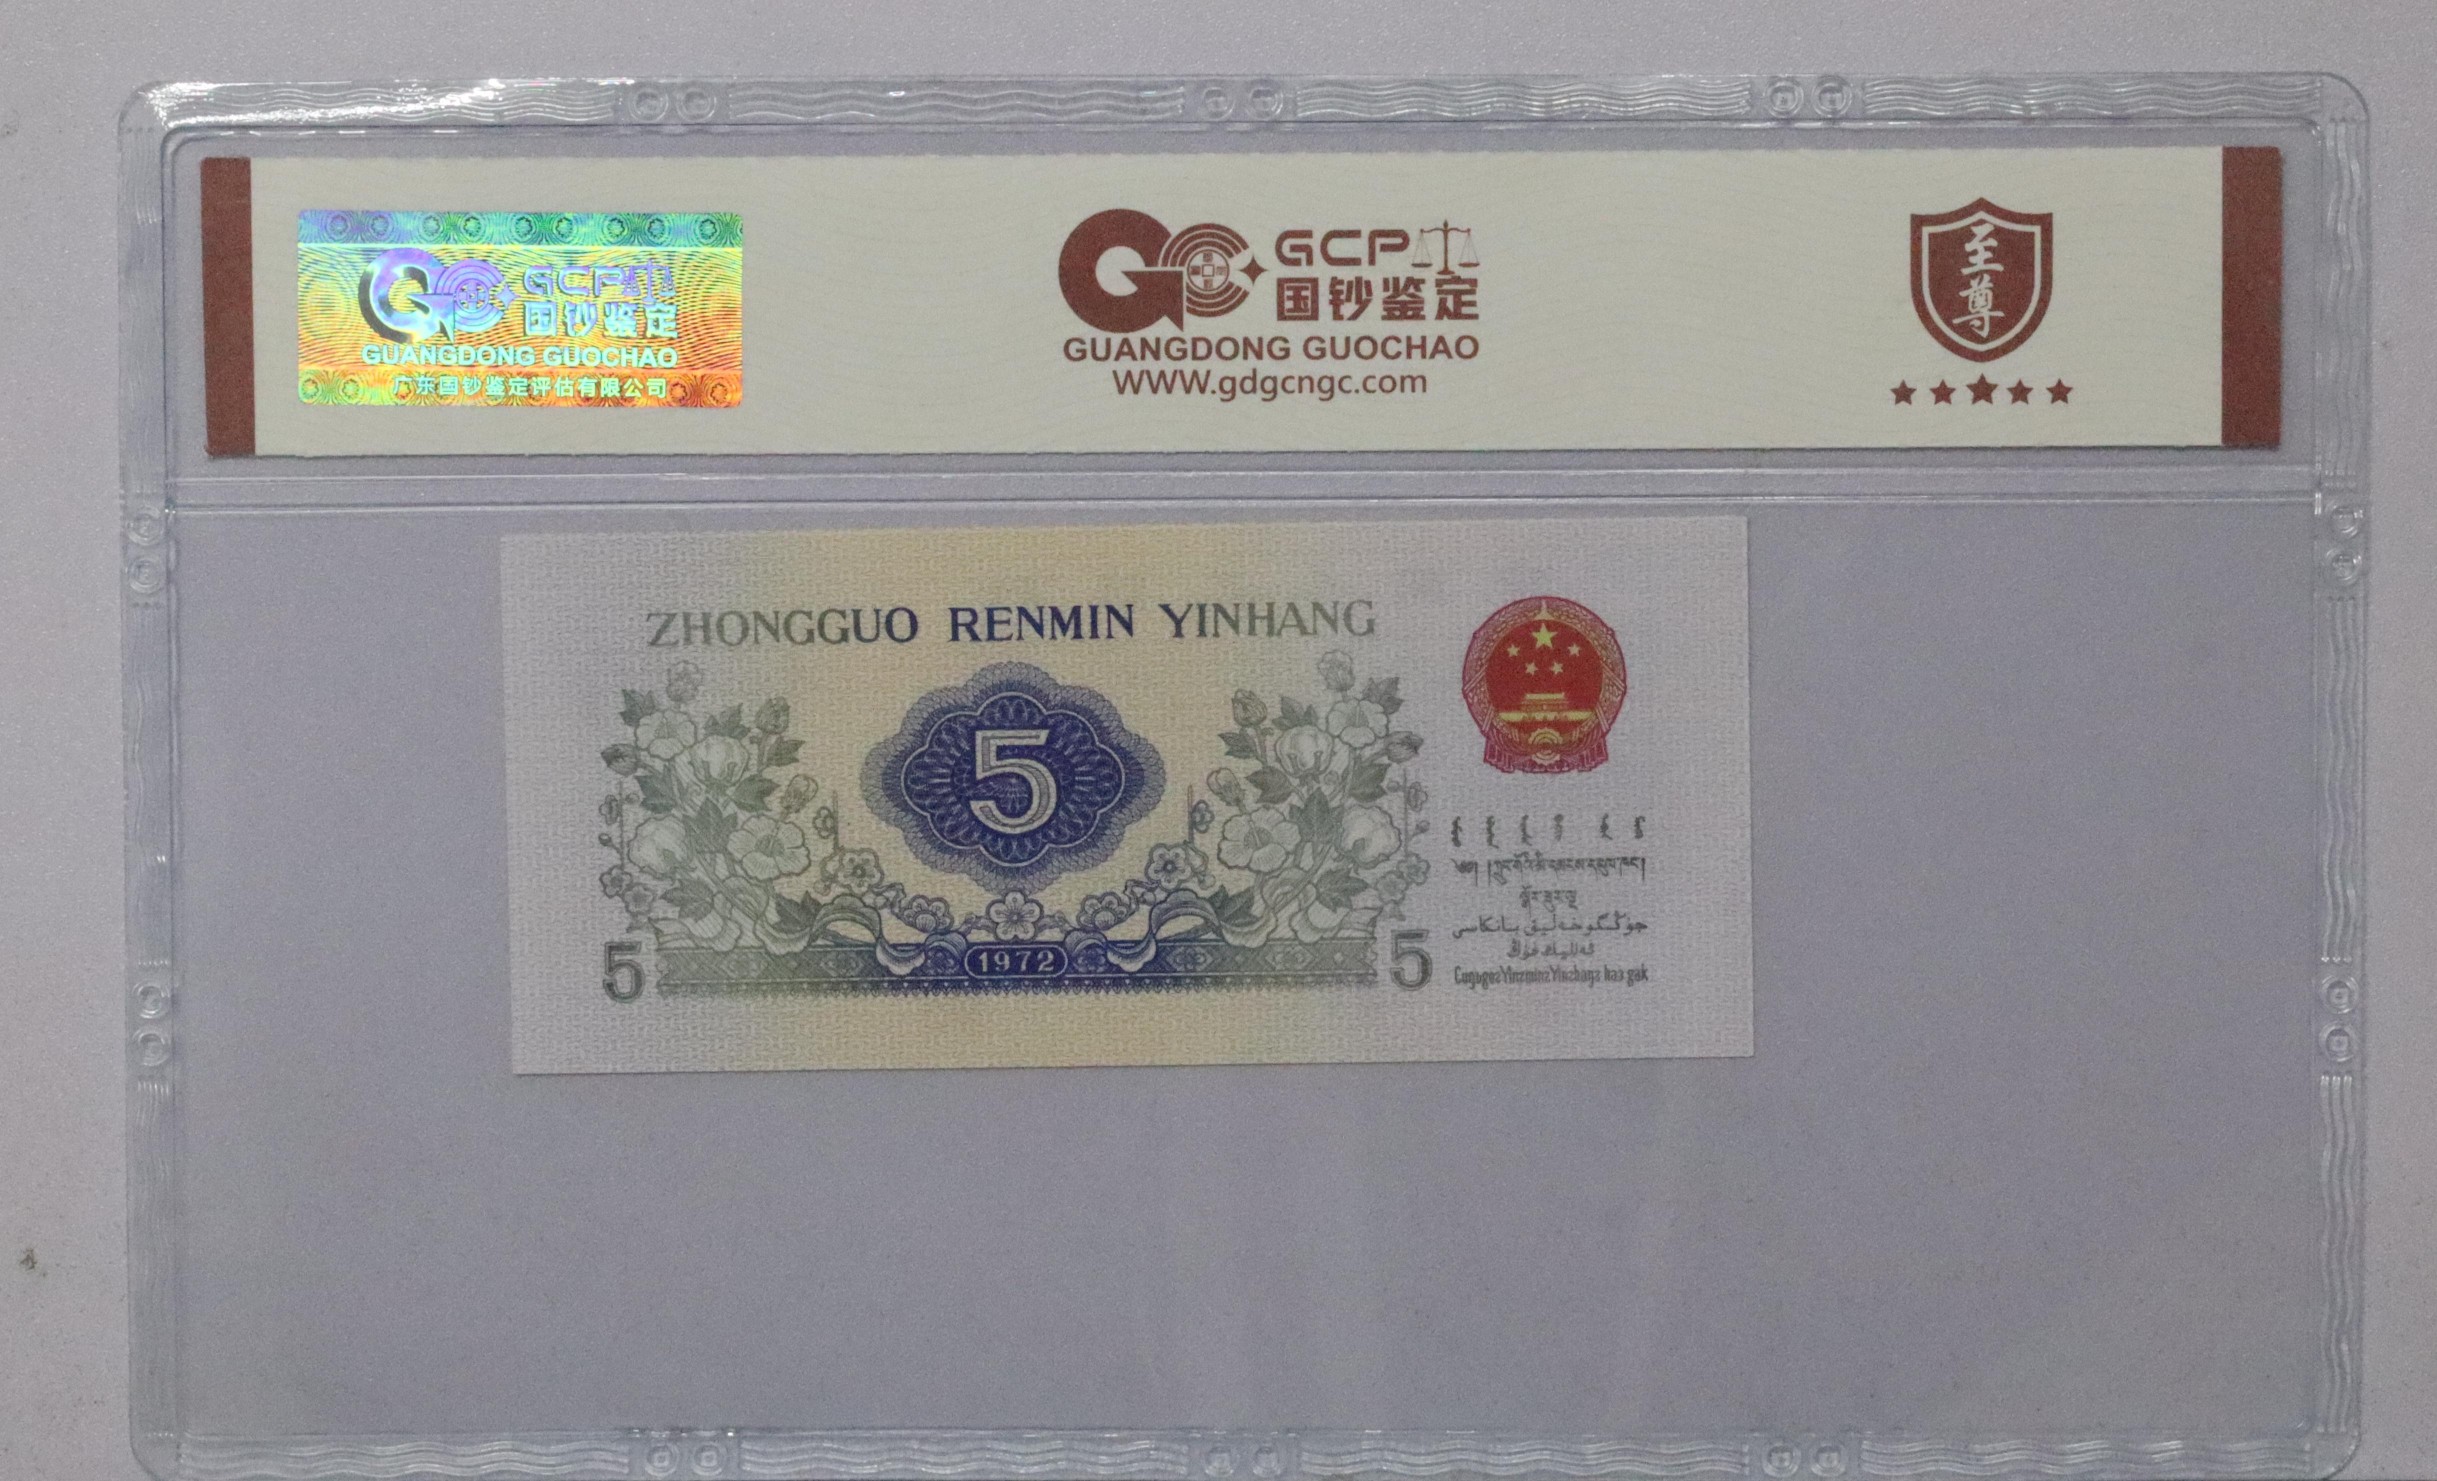 GCP
国钞鉴定
GUANGDONG GUOCHAO
广东国钞鉴定评估有限公司
GCP
国钞鉴定
GUANGDONG GUOCHAO
WWW.gdgcngc.com
至尊
ZHONGGUO RENMIN YINHANG
5
5
1972
5
جۇڭگوخەلىق بانكاسى